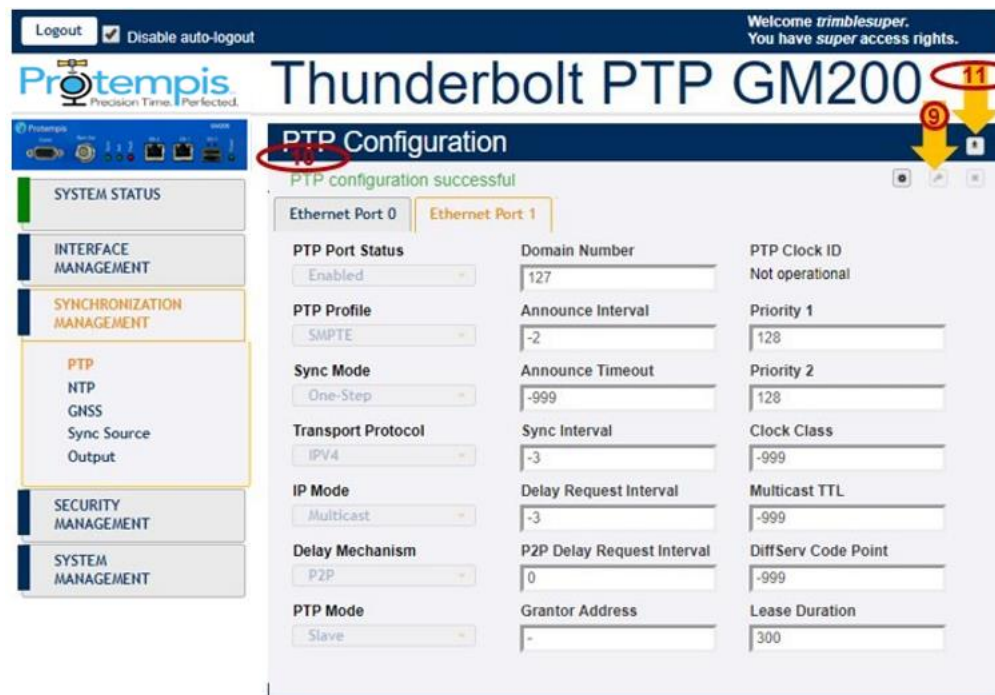 Logout Disable auto-logout
Welcome trimblesuper.
You have super access rights.
Protempis
Precision Time. Perfected.
Thunderbolt PTP GM200
11
9
Protempis
GM200
PTP Configuration
10
PTP configuration successful
SYSTEM STATUS
INTERFACE
MANAGEMENT
SYNCHRONIZATION
MANAGEMENT
PTP
NTP
GNSS
Sync Source
Output
SECURITY
MANAGEMENT
SYSTEM
MANAGEMENT
Ethernet Port 0 Ethernet Port 1
PTP Port Status Domain Number PTP Clock ID
Enabled 127 Not operational
PTP Profile Announce Interval Priority 1
SMPTE -2 128
Sync Mode Announce Timeout Priority 2
One-Step -999 128
Transport Protocol Sync Interval Clock Class
IPV4 -3 -999
IP Mode Delay Request Interval Multicast TTL
Multicast -3 -999
Delay Mechanism P2P Delay Request Interval DiffServ Code Point
P2P 0 -999
PTP Mode Grantor Address Lease Duration
Slave - 300